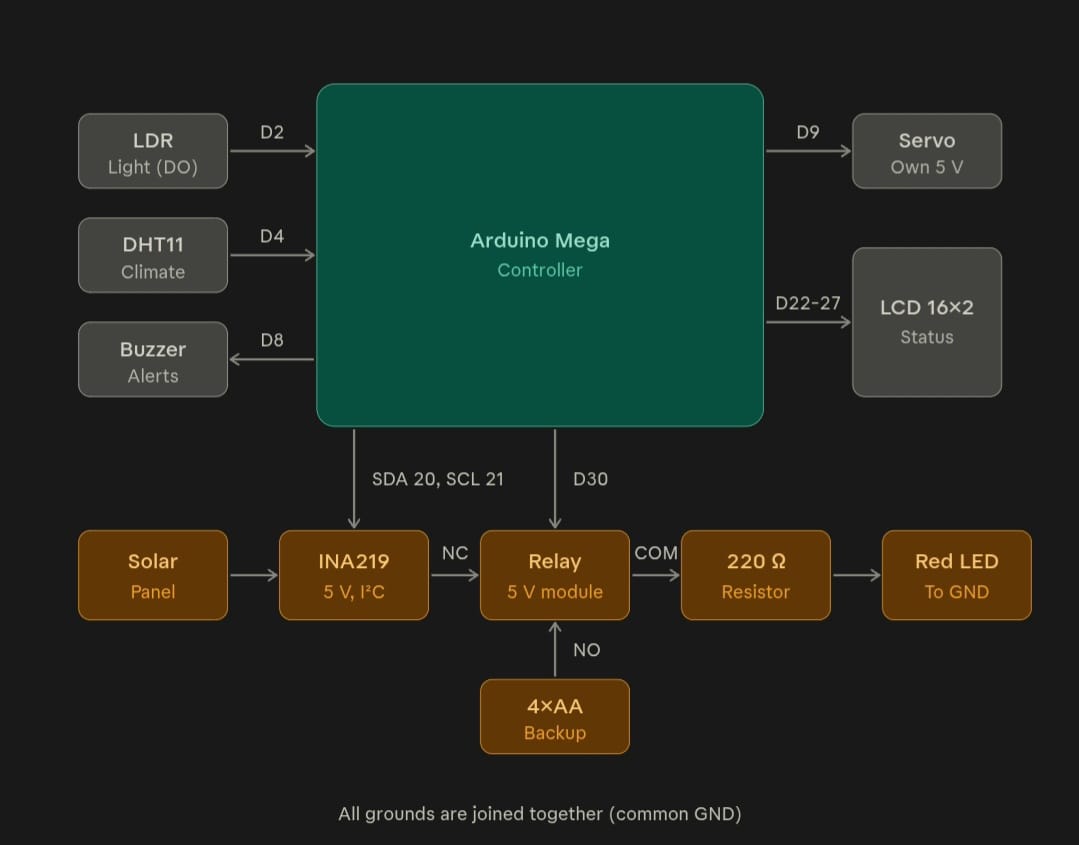 LDR
Light (DO)
D2
DHT11
Climate
D4
Buzzer
Alerts
D8
Arduino Mega
Controller
D9
Servo
Own 5 V
D22-27
LCD 16×2
Status
SDA 20, SCL 21
D30
Solar
Panel
INA219
5 V, I²C
NC
Relay
5 V module
COM
220 Ω
Resistor
Red LED
To GND
NO
4×AA
Backup
All grounds are joined together (common GND)